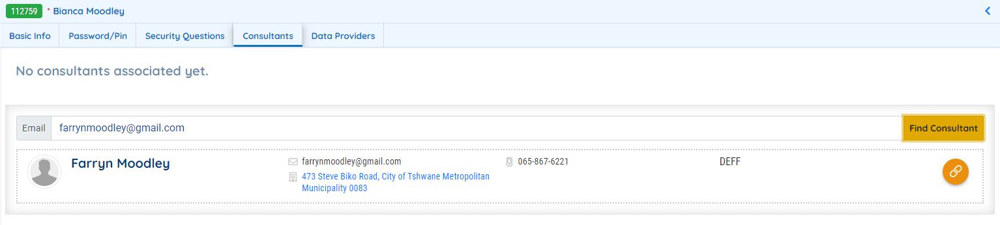 112759 * Bianca Moodley
Basic Info Password/Pin Security Questions Consultants Data Providers
No consultants associated yet.
Email farrynmoodley@gmail.com Find Consultant
Farryn Moodley farrynmoodley@gmail.com 065-867-6221 DEFF
473 Steve Biko Road, City of Tshwane Metropolitan
Municipality 0083